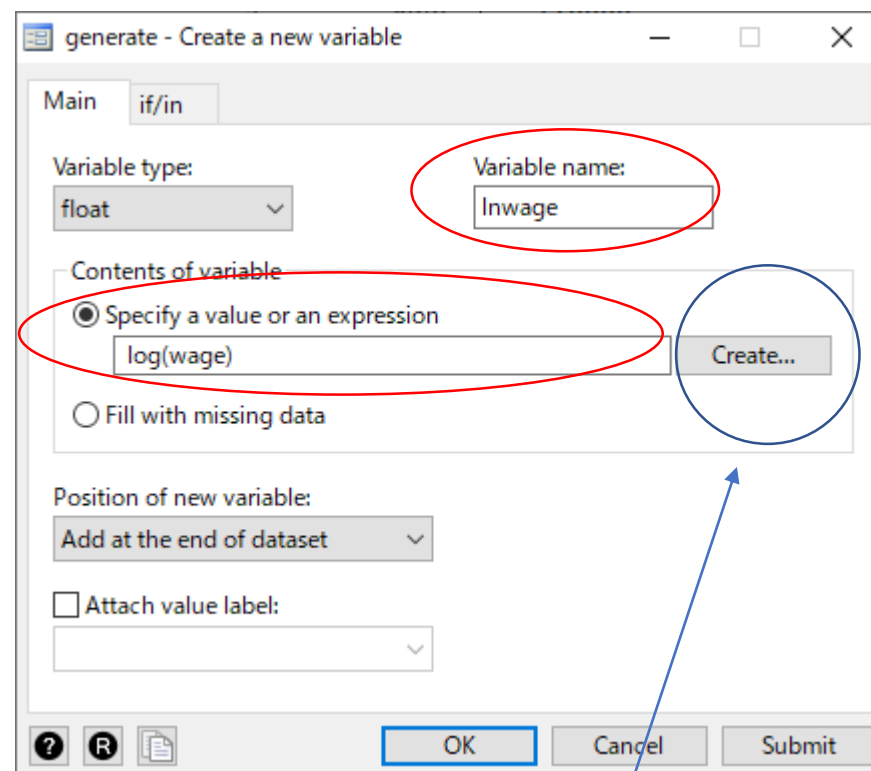 generate - Create a new variable
Main if/in
Variable type: Variable name:
float lnwage
Contents of variable
Specify a value or an expression
log(wage) Create...
Fill with missing data
Position of new variable:
Add at the end of dataset
Attach value label:
? R OK Cancel Submit